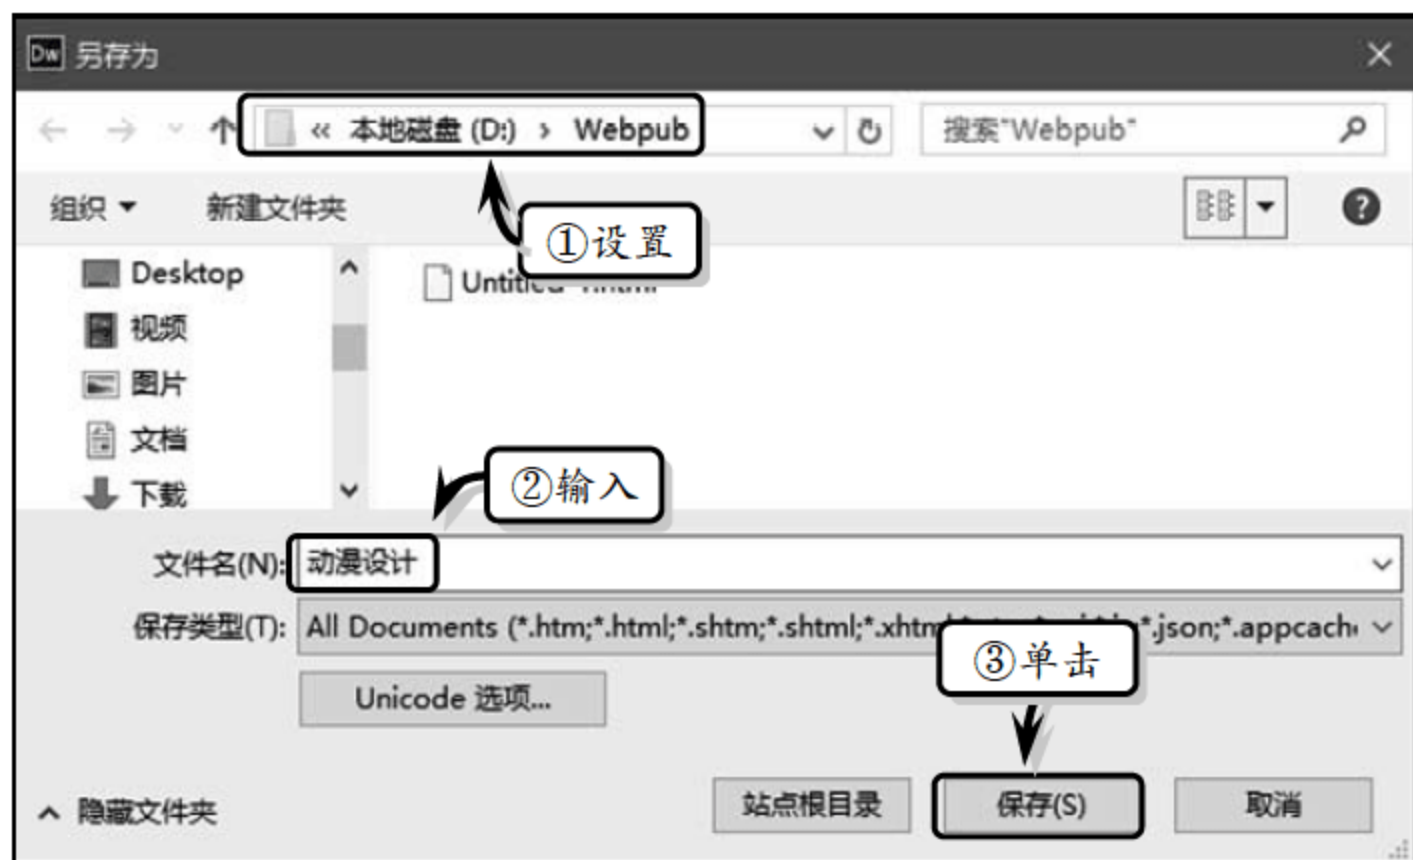 Dw 另存为
« 本地磁盘 (D:) › Webpub
搜索"Webpub"
组织 新建文件夹
①设置
Desktop
视频
图片
文档
下载
②输入
文件名(N): 动漫设计
保存类型(T): All Documents (*.htm;*.html;*.shtm;*.shtml;*.xhtml *.json;*.appcach
③单击
Unicode 选项...
隐藏文件夹
站点根目录 保存(S) 取消